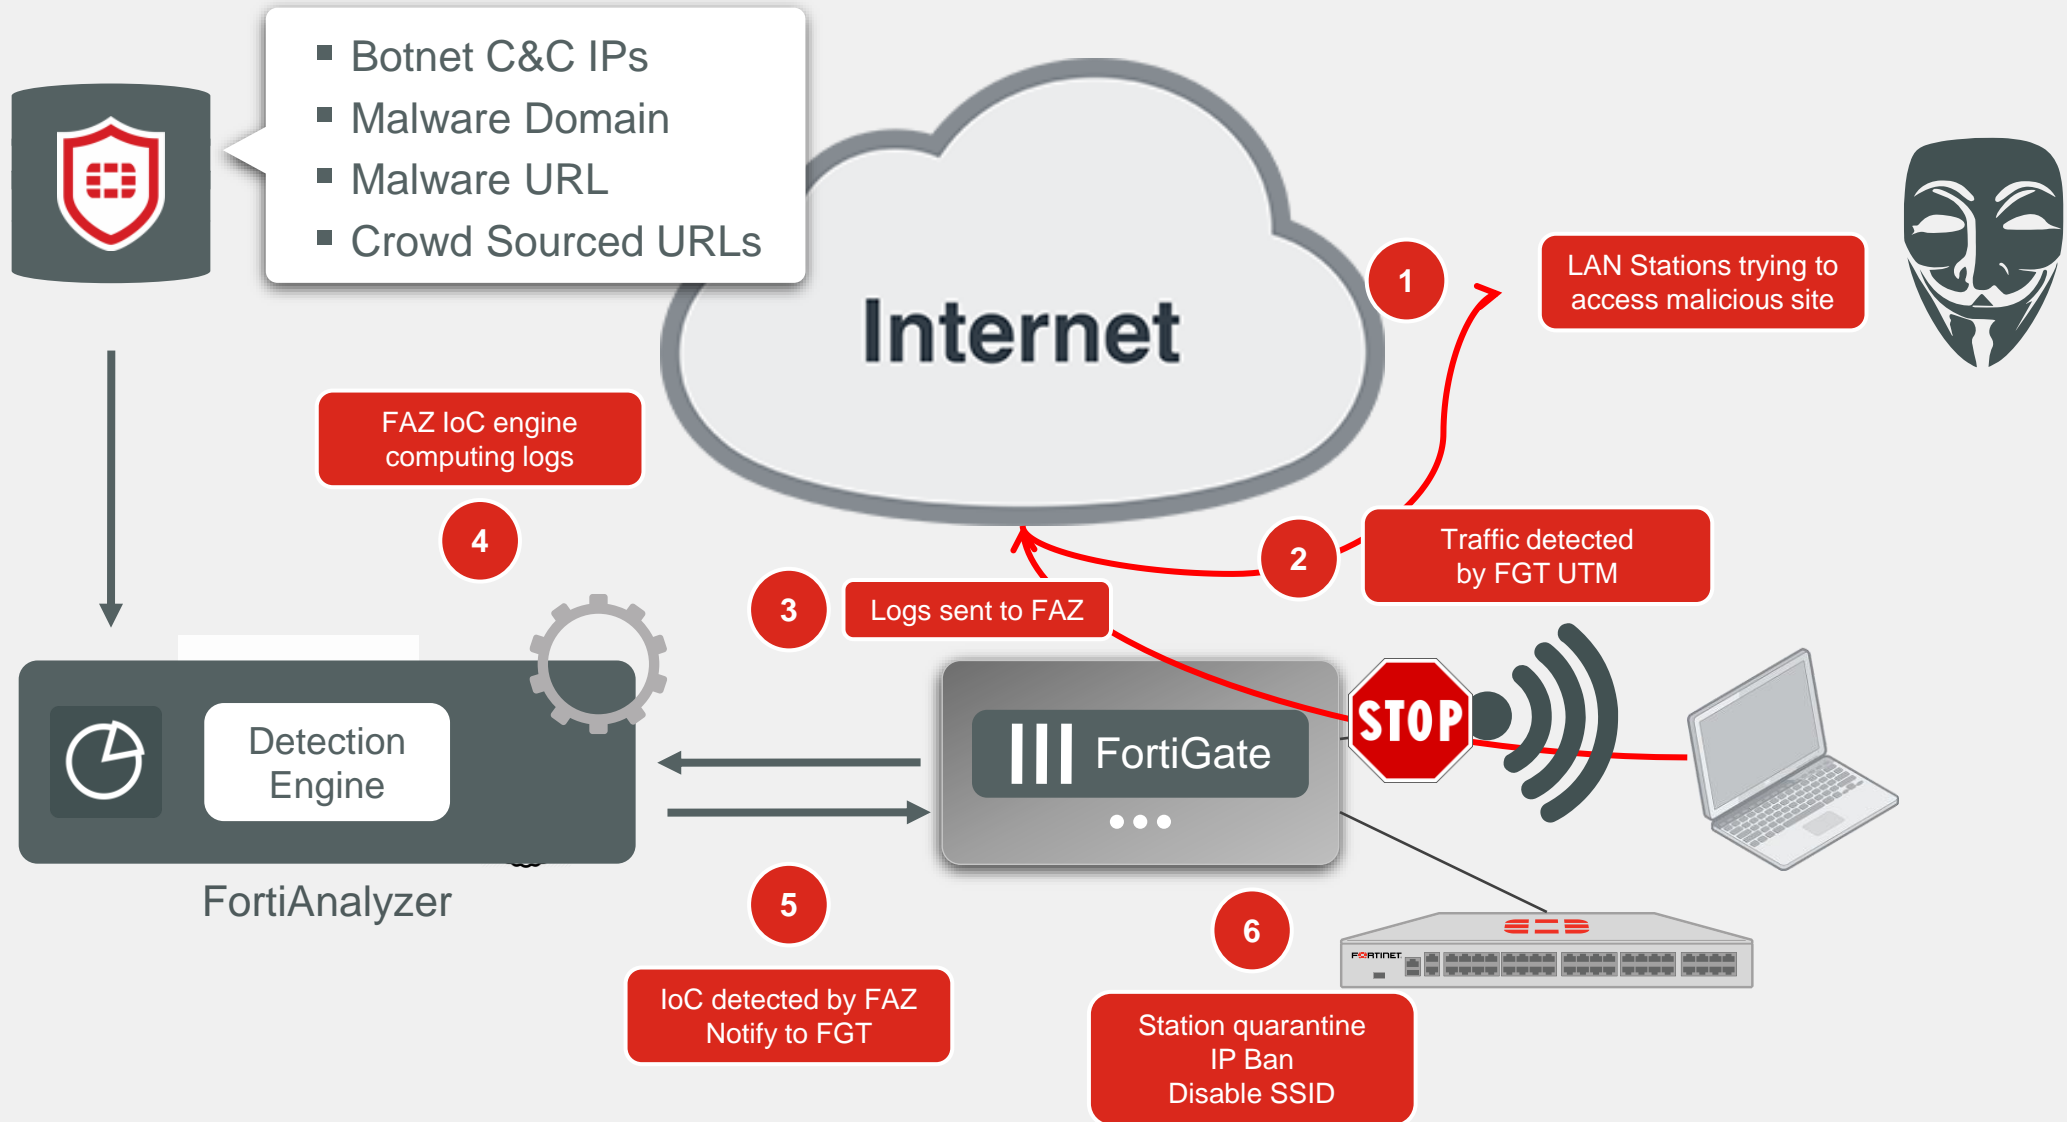 Botnet C&C IPs
Malware Domain
Malware URL
Crowd Sourced URLs
Internet
1
LAN Stations trying to
access malicious site
FAZ IoC engine
computing logs
4
2
Traffic detected
by FGT UTM
3
Logs sent to FAZ
Detection
Engine
FortiGate
STOP
FortiAnalyzer
5
IoC detected by FAZ
Notify to FGT
6
FORTINET
Station quarantine
IP Ban
Disable SSID